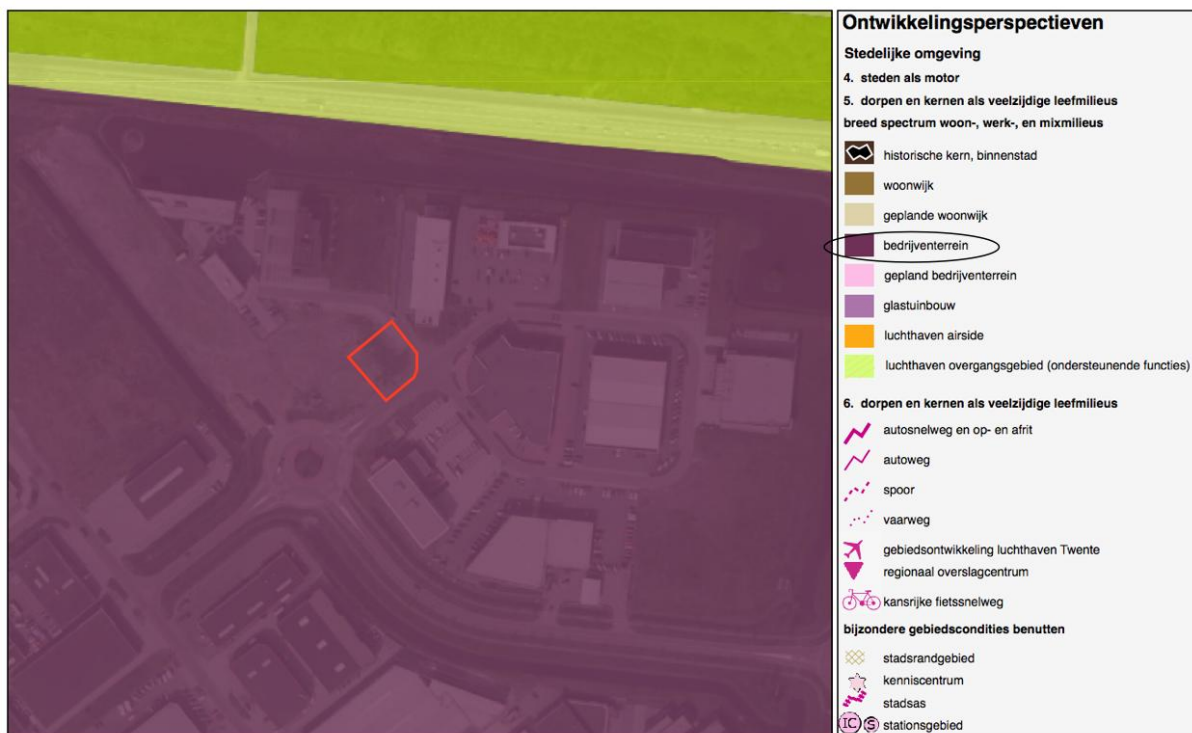 Ontwikkelingsperspectieven
Stedelijke omgeving
4. steden als motor
5. dorpen en kernen als veelzijdige leefmilieus
breed spectrum woon-, werk-, en mixmilieus
historische kern, binnenstad
woonwijk
geplande woonwijk
bedrijventerrein
gepland bedrijventerrein
glastuinbouw
luchthaven airside
luchthaven overgangsgebied (ondersteunende functies)
6. dorpen en kernen als veelzijdige leefmilieus
autosnelweg en op- en afrit
autoweg
spoor
vaarweg
gebiedsontwikkeling luchthaven Twente
regionaal overslagcentrum
kansrijke fietssnelweg
bijzondere gebiedscondities benutten
stadsrandgebied
kenniscentrum
stadsas
IC S stationsgebied